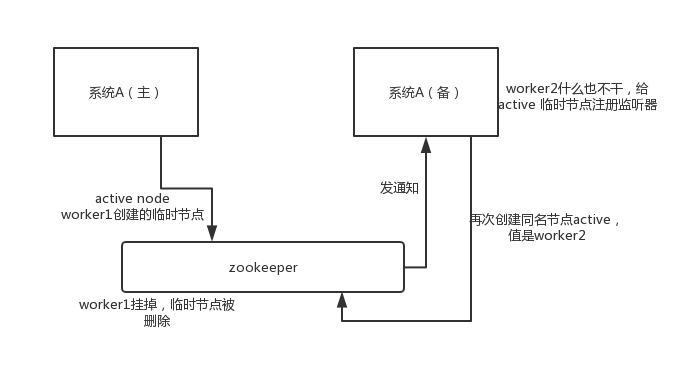 系统A（主）
系统A（备）
worker2什么也不干，给
active 临时节点注册监听器
active node
worker1创建的临时节点
发通知
再次创建同名节点active，
值是worker2
zookeeper
worker1挂掉，临时节点被
删除